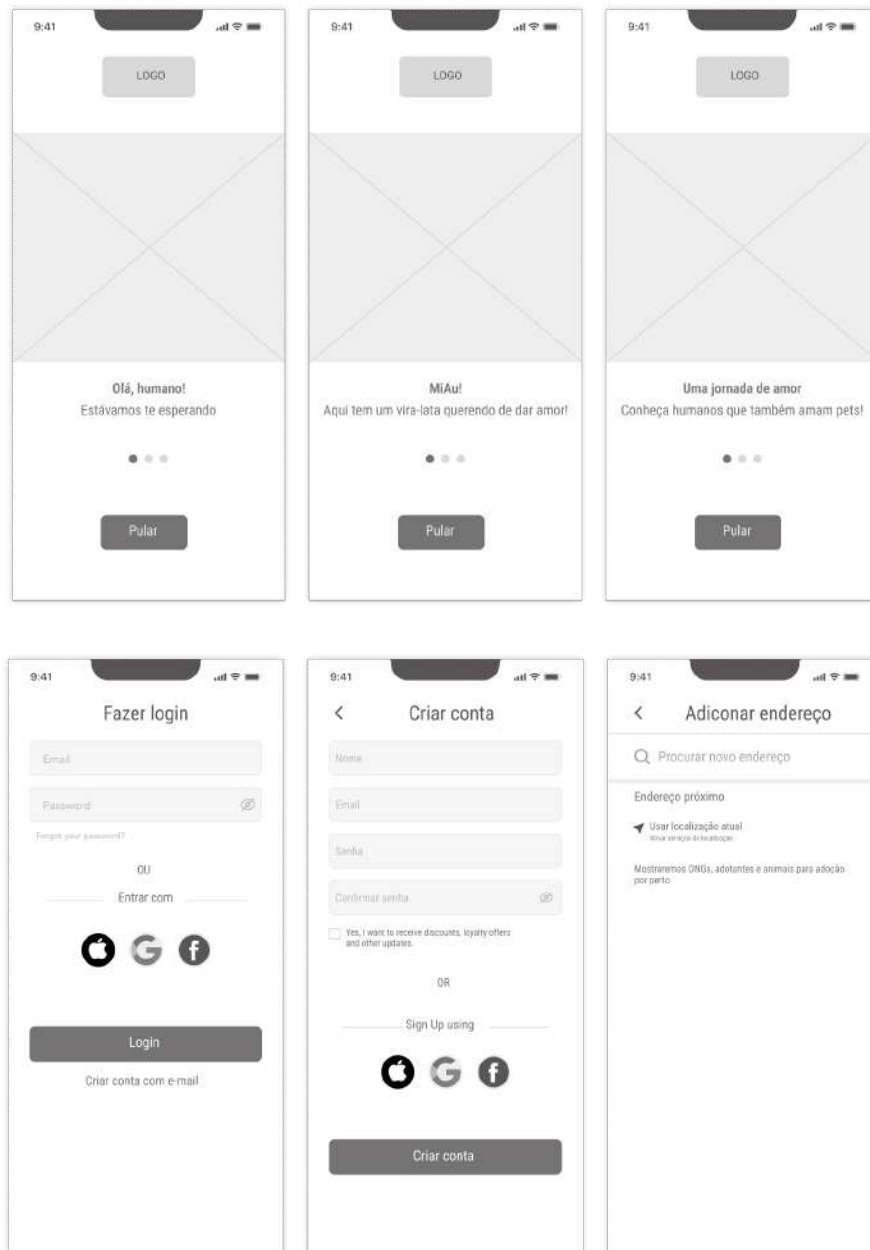 9:41
LOGO
Olá, humano!
Estávamos te esperando
Pular
9:41
LOGO
MiAu!
Aqui tem um vira-lata querendo de dar amor!
Pular
9:41
LOGO
Uma jornada de amor
Conheça humanos que também amam pets!
Pular
9:41
Fazer login
Email
Password
Forgot your password?
OU
Entrar com
Login
Criar conta com e-mail
9:41
Criar conta
Nome
Email
Senha
Confirmar senha
Yes, I want to receive discounts, loyalty offers
and other updates.
OR
Sign Up using
Criar conta
9:41
Adiconar endereço
Procurar novo endereço
Endereço próximo
Usar localização atual
Ativar serviços de localização
Mostraremos ONGs, adotantes e animais para adoção
por perto